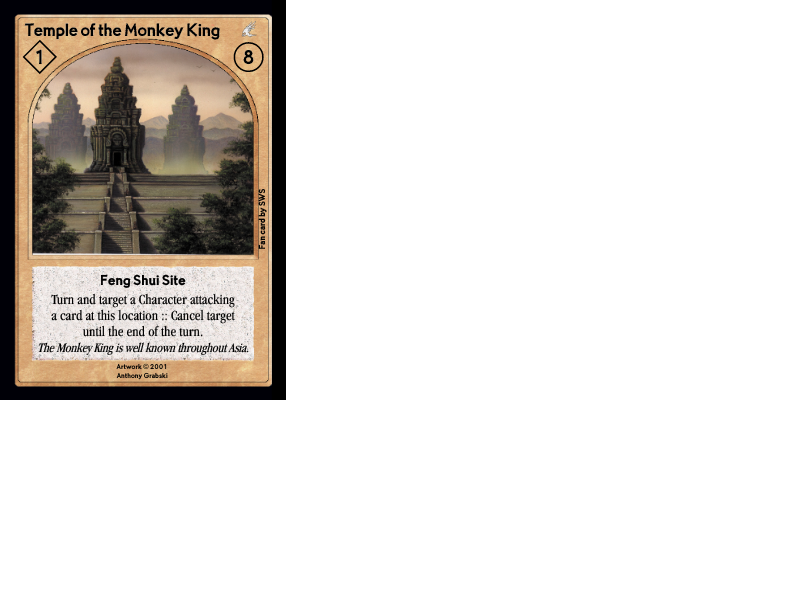 Temple of the Monkey King
1
8
Fan card by SWS
Feng Shui Site
Turn and target a Character attacking
a card at this location :: Cancel target
until the end of the turn.
The Monkey King is well known throughout Asia.
Artwork © 2001
Anthony Grabski